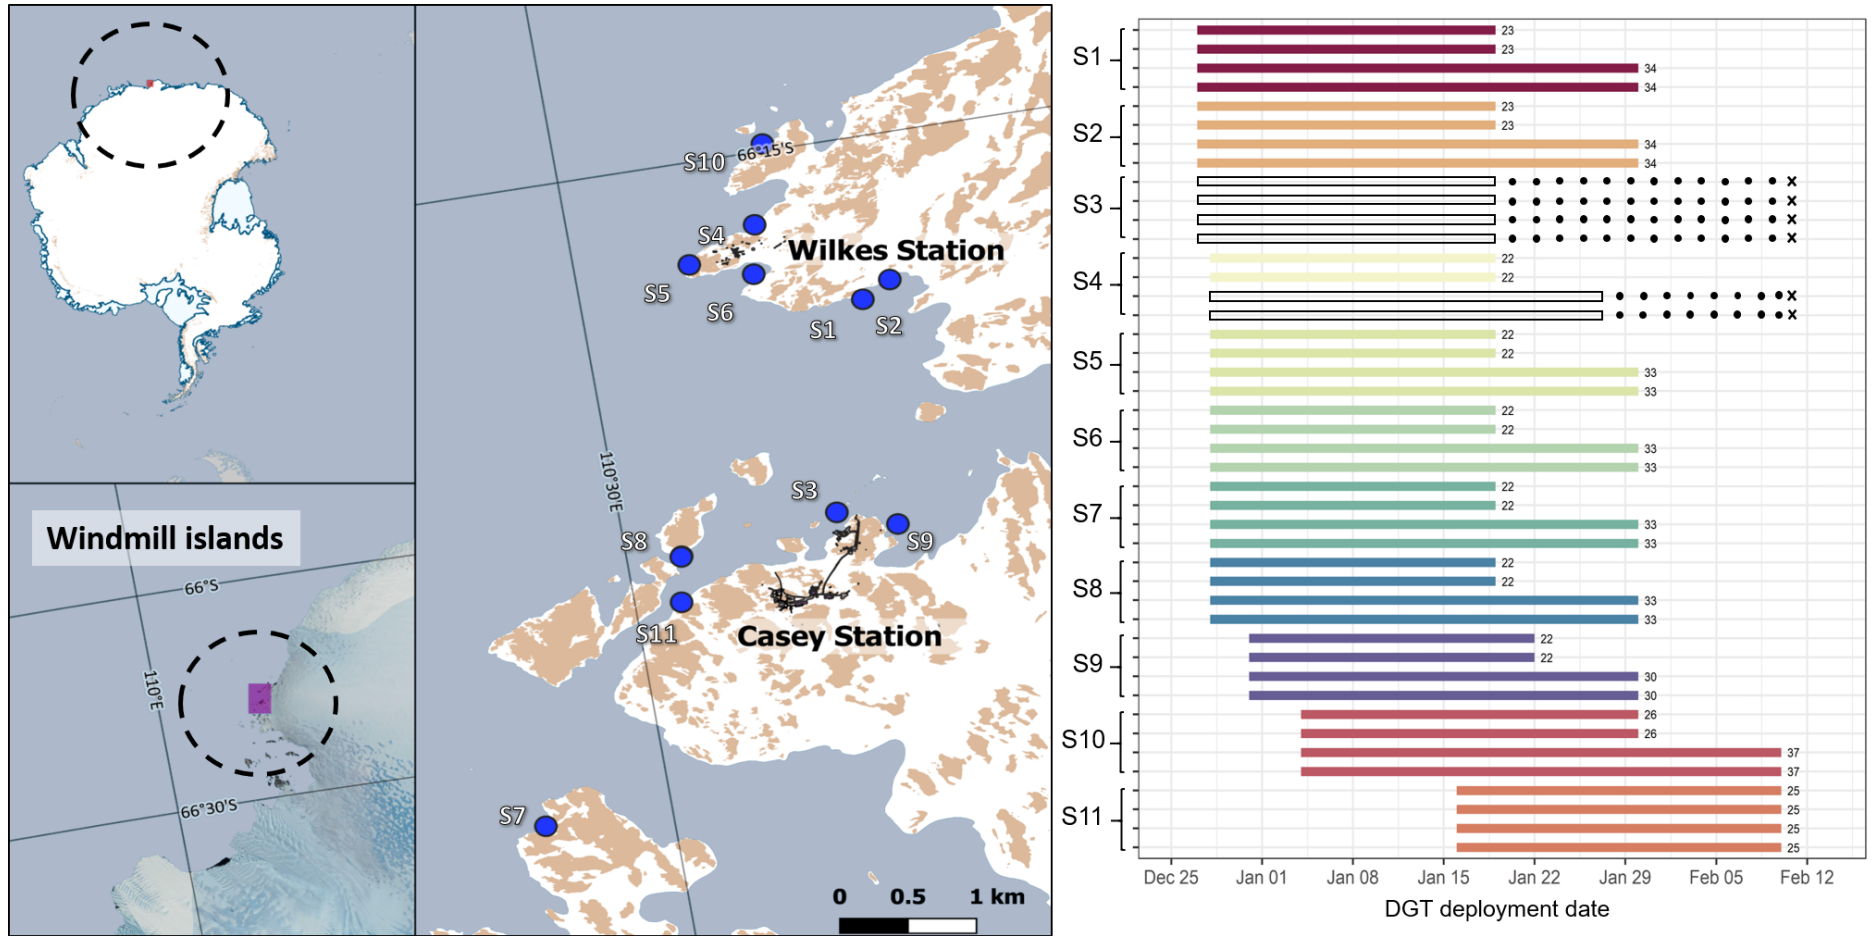 Windmill islands
66°S
110°E
66°30'S
S10
66°15'S
S4
Wilkes Station
S5
S6
S1
S2
110°30'E
S3
S8
S9
S11
Casey Station
S7
0 0.5 1 km
S1
23
23
34
34
S2
23
23
34
34
S3
x
x
x
x
S4
22
22
x
x
S5
22
22
33
33
S6
22
22
33
33
S7
22
22
33
33
S8
22
22
33
33
S9
22
22
30
30
S10
26
26
37
37
S11
25
25
25
25
Dec 25 Jan 01 Jan 08 Jan 15 Jan 22 Jan 29 Feb 05 Feb 12
DGT deployment date